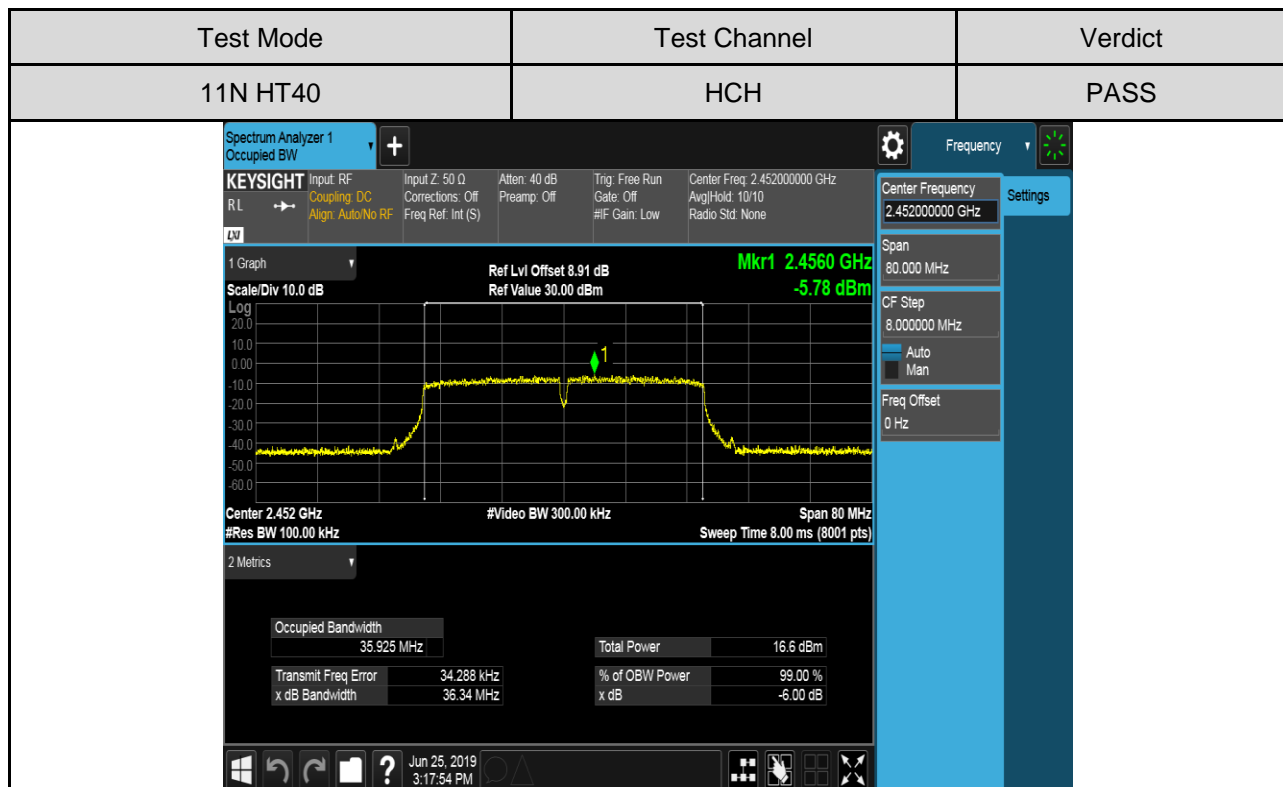 Test Mode Test Channel Verdict
11N HT40 HCH PASS
Spectrum Analyzer 1
Occupied BW
Frequency
KEYSIGHT Input: RF Input Z: 50 Ω Atten: 40 dB Trig: Free Run Center Freq: 2.452000000 GHz
RL Coupling: DC Corrections: Off Preamp: Off Gate: Off Avg|Hold: 10/10
Align: Auto/No RF Freq Ref: Int (S) #IF Gain: Low Radio Std: None
LXI
Center Frequency
2.452000000 GHz
Settings
Span
80.000 MHz
CF Step
8.000000 MHz
Auto
Man
Freq Offset
0 Hz
1 Graph Ref Lvl Offset 8.91 dB Mkr1 2.4560 GHz
Scale/Div 10.0 dB Ref Value 30.00 dBm -5.78 dBm
Log
20.0
10.0
0.00
-10.0
-20.0
-30.0
-40.0
-50.0
-60.0
1
Center 2.452 GHz #Video BW 300.00 kHz Span 80 MHz
#Res BW 100.00 kHz Sweep Time 8.00 ms (8001 pts)
2 Metrics
Occupied Bandwidth
35.925 MHz Total Power 16.6 dBm
Transmit Freq Error 34.288 kHz % of OBW Power 99.00 %
x dB Bandwidth 36.34 MHz x dB -6.00 dB
? Jun 25, 2019
3:17:54 PM